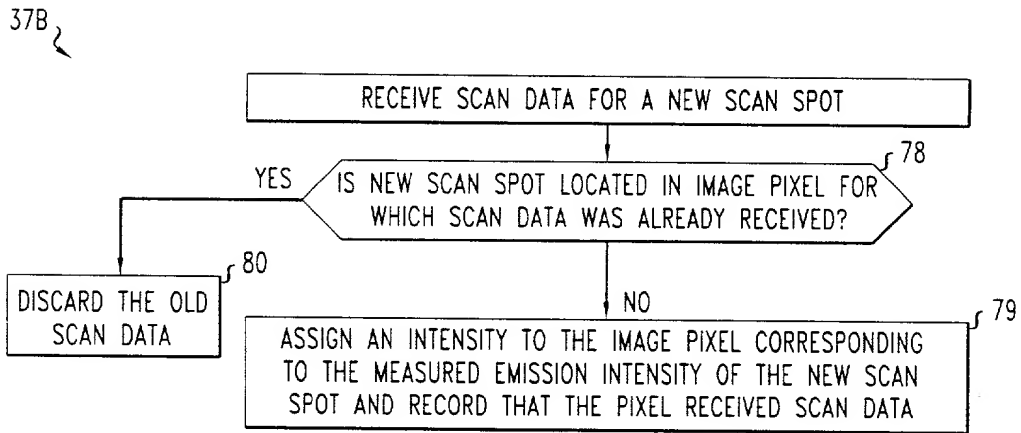 37B
RECEIVE SCAN DATA FOR A NEW SCAN SPOT
78
YES
IS NEW SCAN SPOT LOCATED IN IMAGE PIXEL FOR
WHICH SCAN DATA WAS ALREADY RECEIVED?
80
DISCARD THE OLD
SCAN DATA
NO
79
ASSIGN AN INTENSITY TO THE IMAGE PIXEL CORRESPONDING
TO THE MEASURED EMISSION INTENSITY OF THE NEW SCAN
SPOT AND RECORD THAT THE PIXEL RECEIVED SCAN DATA